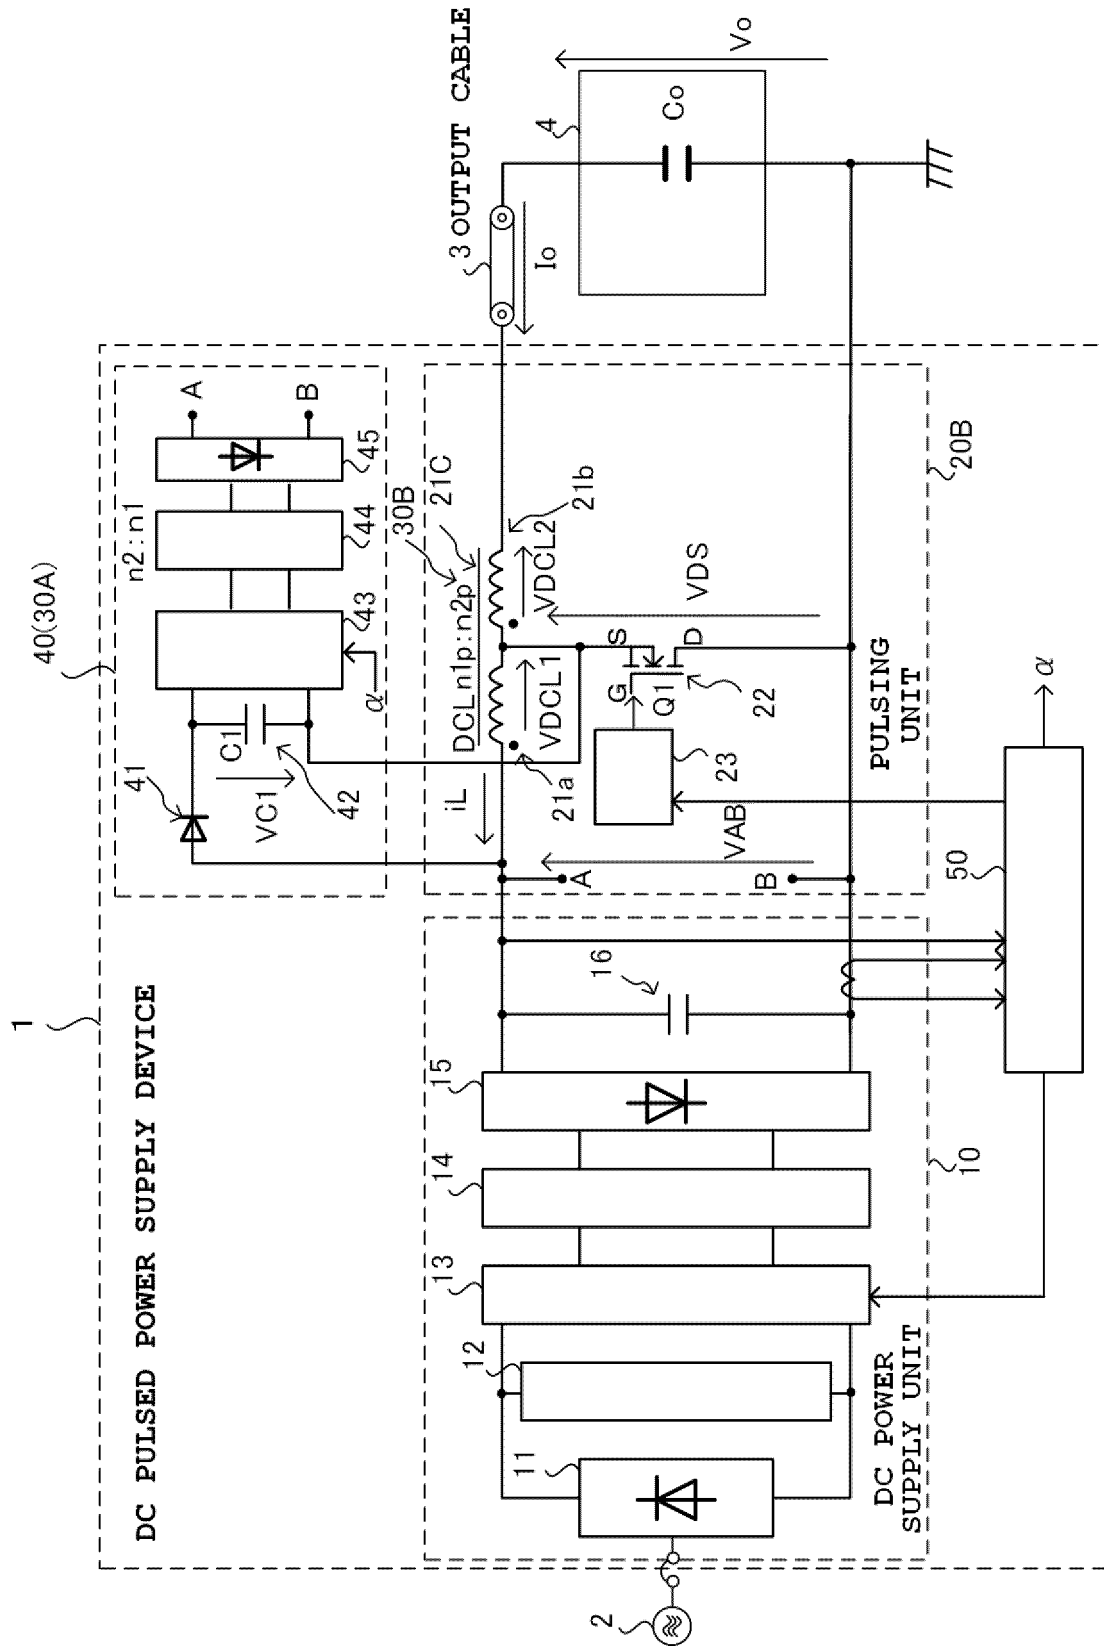 1
DC PULSED POWER SUPPLY DEVICE
40(30A)
41
VC1
C1
42
43
α
n2:n1
44
45
A
B
3 OUTPUT CABLE
Io
4
Co
Vo
2
11
12
13
14
15
16
DC POWER
SUPPLY UNIT
10
iL
21a
DCLn1p:n2p
30B
21C
21b
VDCL1
VDCL2
A
B
VAB
23
G
S
D
Q1
22
VDS
PULSING
UNIT
20B
50
α